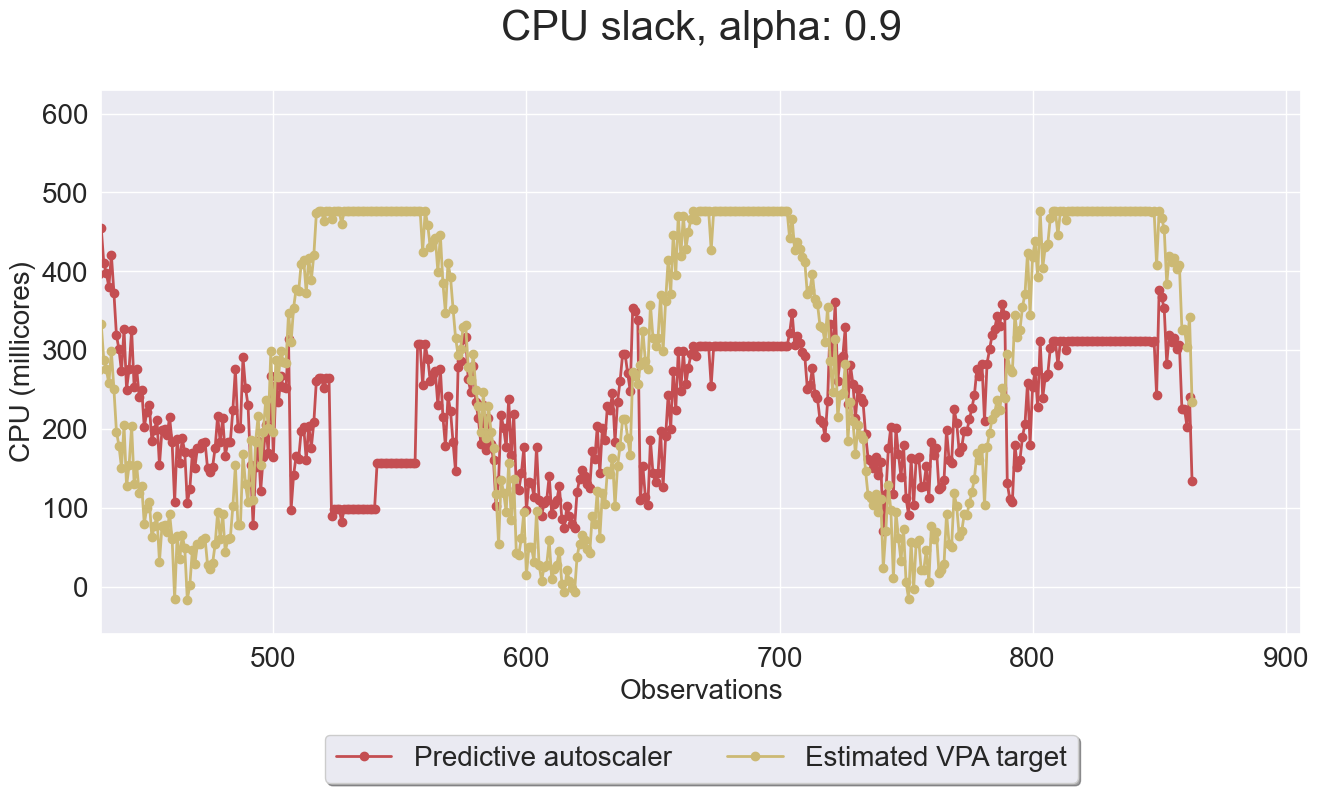 CPU slack, alpha: 0.9
600
500
400
300
200
100
0
CPU (millicores)
500 600 700 800 900
Observations
Predictive autoscaler Estimated VPA target